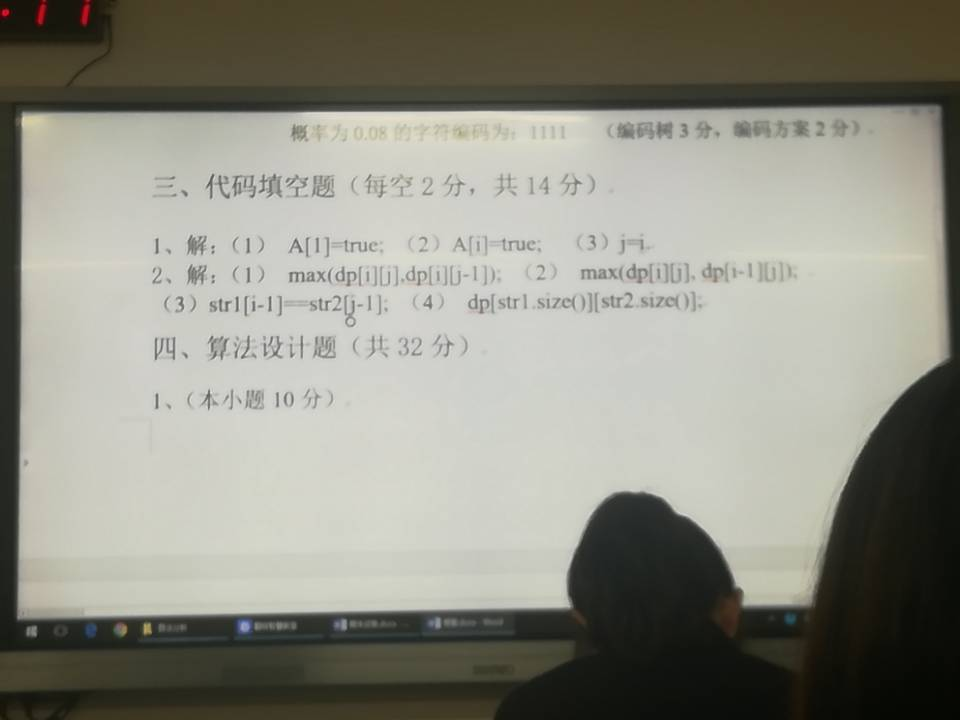 概率为 0.08 的字符编码为：1111 （编码树 3 分，编码方案 2 分）
三、代码填空题（每空 2 分，共 14 分）
1、解：（1） A[1]=true; （2）A[i]=true; （3）j=i
2、解：（1） max(dp[i][j],dp[i][j-1]); （2） max(dp[i][j], dp[i-1][j]);
（3）str1[i-1]==str2[j-1]; （4） dp[str1.size()][str2.size()];
四、算法设计题（共 32 分）
1、（本小题 10 分）